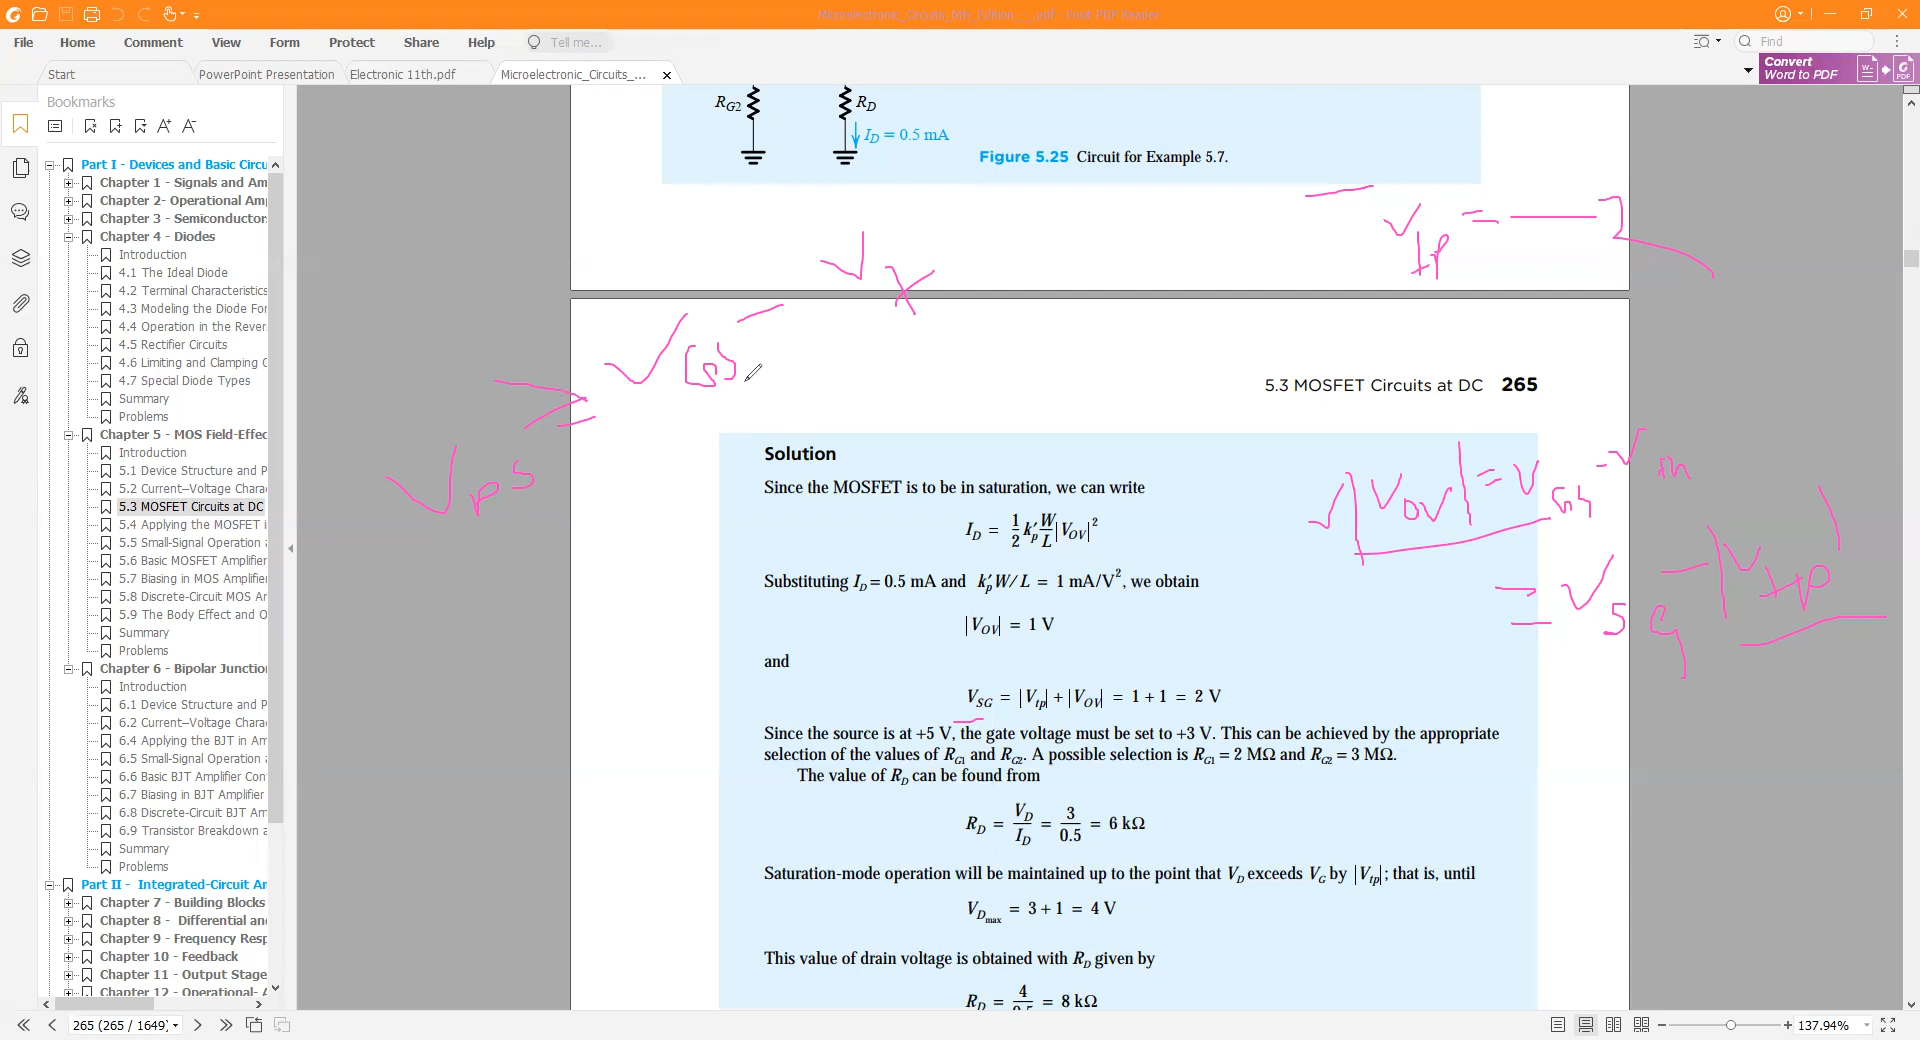 Microelectronic_Circuits_6th_Edition___.pdf - Foxit PDF Reader
File Home Comment View Form Protect Share Help Tell me... Find
Start PowerPoint Presentation Electronic 11th.pdf Microelectronic_Circuits_...
Convert
Word to PDF
Bookmarks
Part I - Devices and Basic Circu
Chapter 1 - Signals and Am
Chapter 2- Operational Am
Chapter 3 - Semiconductor
Chapter 4 - Diodes
Introduction
4.1 The Ideal Diode
4.2 Terminal Characteristics
4.3 Modeling the Diode For
4.4 Operation in the Rever
4.5 Rectifier Circuits
4.6 Limiting and Clamping C
4.7 Special Diode Types
Summary
Problems
Chapter 5 - MOS Field-Effec
Introduction
5.1 Device Structure and P
5.2 Current–Voltage Chara
5.3 MOSFET Circuits at DC
5.4 Applying the MOSFET i
5.5 Small-Signal Operation a
5.6 Basic MOSFET Amplifie
5.7 Biasing in MOS Amplifie
5.8 Discrete-Circuit MOS Ar
5.9 The Body Effect and O
Summary
Problems
Chapter 6 - Bipolar Junctio
Introduction
6.1 Device Structure and P
6.2 Current–Voltage Chara
6.4 Applying the BJT in Am
6.5 Small-Signal Operation a
6.6 Basic BJT Amplifier Con
6.7 Biasing in BJT Amplifier
6.8 Discrete-Circuit BJT Am
6.9 Transistor Breakdown a
Summary
Problems
Part II - Integrated-Circuit Ar
Chapter 7 - Building Blocks
Chapter 8 - Differential and
Chapter 9 - Frequency Resp
Chapter 10 - Feedback
Chapter 11 - Output Stage
Chapter 12 - Operational- A
R_G2 R_D
I_D = 0.5 mA
Figure 5.25 Circuit for Example 5.7.
V_tp =
5.3 MOSFET Circuits at DC 265
Solution
Since the MOSFET is to be in saturation, we can write
I_D = 1/2 k'_p W/L |V_OV|^2
|V_OV| = V
Substituting I_D = 0.5 mA and k'_p W/L = 1 mA/V^2, we obtain
= V_SG - |V_tp|
|V_OV| = 1 V
and
V_SG = |V_tp| + |V_OV| = 1 + 1 = 2 V
Since the source is at +5 V, the gate voltage must be set to +3 V. This can be achieved by the appropriate
selection of the values of R_G1 and R_G2. A possible selection is R_G1 = 2 MΩ and R_G2 = 3 MΩ.
The value of R_D can be found from
R_D = V_D/I_D = 3/0.5 = 6 kΩ
Saturation-mode operation will be maintained up to the point that V_D exceeds V_G by |V_tp|; that is, until
V_Dmax = 3 + 1 = 4 V
This value of drain voltage is obtained with R_D given by
R_D = 4/0.5 = 8 kΩ
265 (265 / 1649) 137.94%